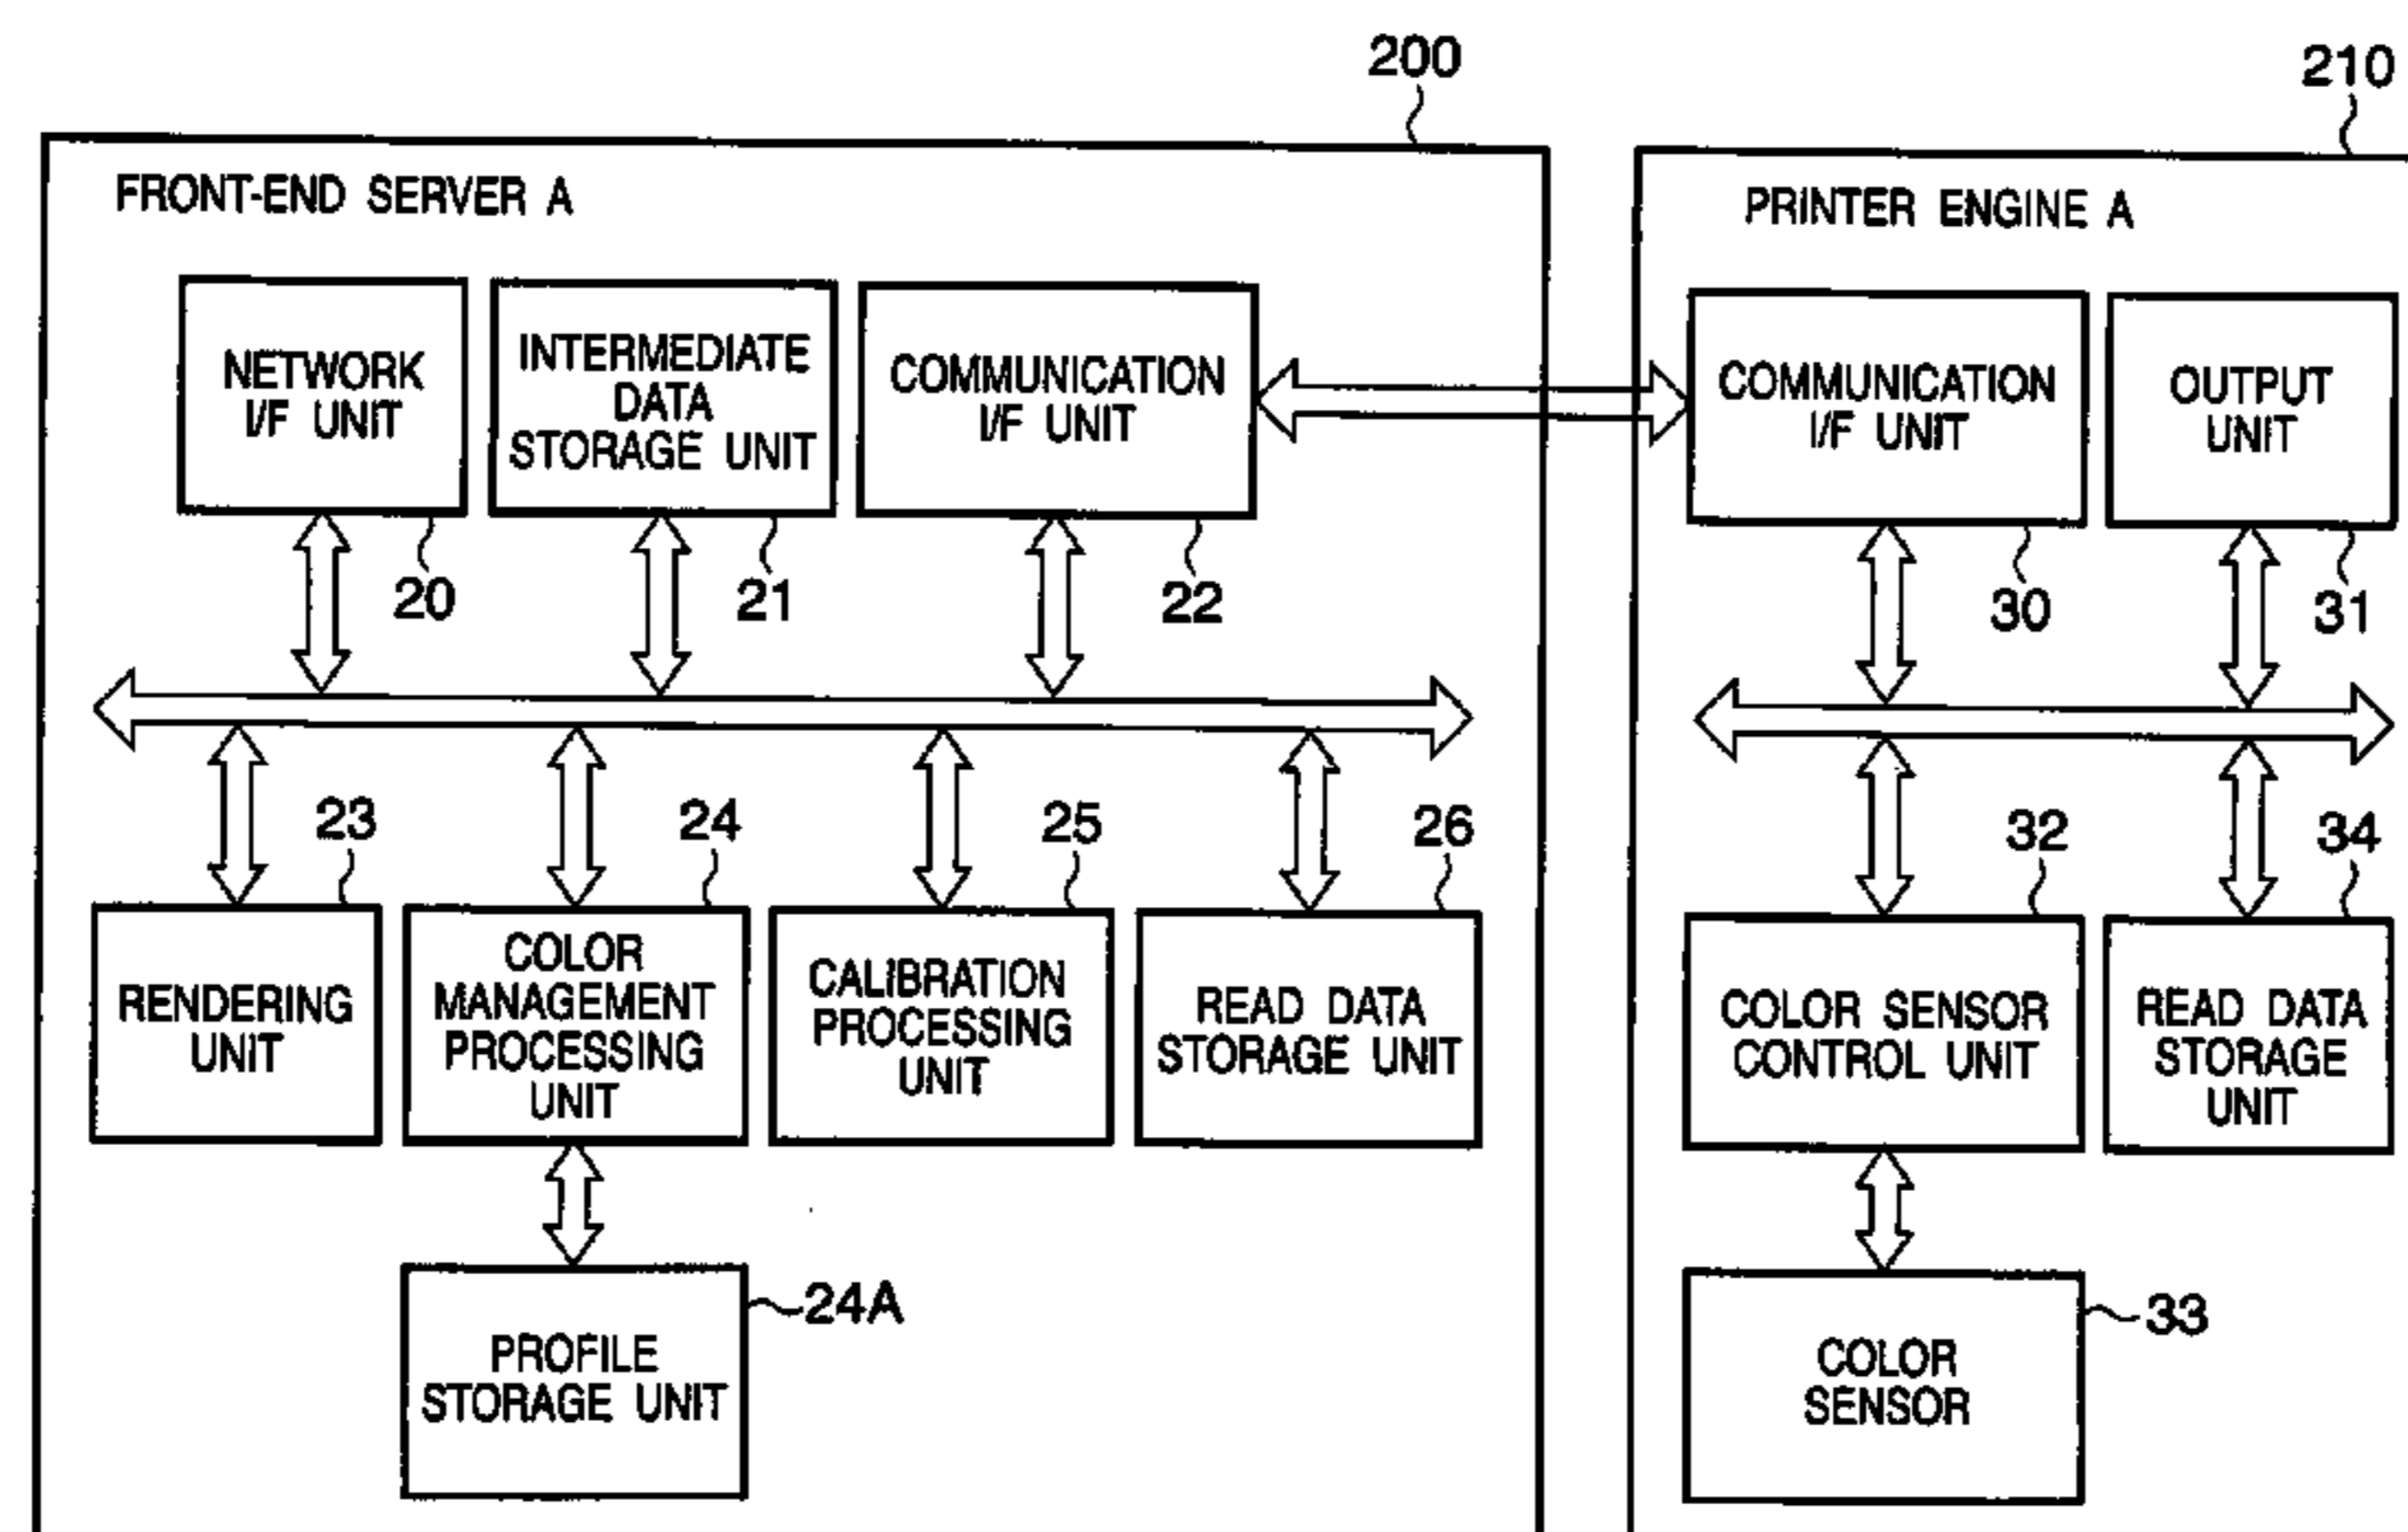 200
210
FRONT-END SERVER A
PRINTER ENGINE A
NETWORK
I/F UNIT
INTERMEDIATE
DATA
STORAGE UNIT
COMMUNICATION
I/F UNIT
COMMUNICATION
I/F UNIT
OUTPUT
UNIT
20
21
22
30
31
23
24
25
26
32
34
RENDERING
UNIT
COLOR
MANAGEMENT
PROCESSING
UNIT
CALIBRATION
PROCESSING
UNIT
READ DATA
STORAGE UNIT
COLOR SENSOR
CONTROL UNIT
READ DATA
STORAGE
UNIT
24A
PROFILE
STORAGE UNIT
33
COLOR
SENSOR